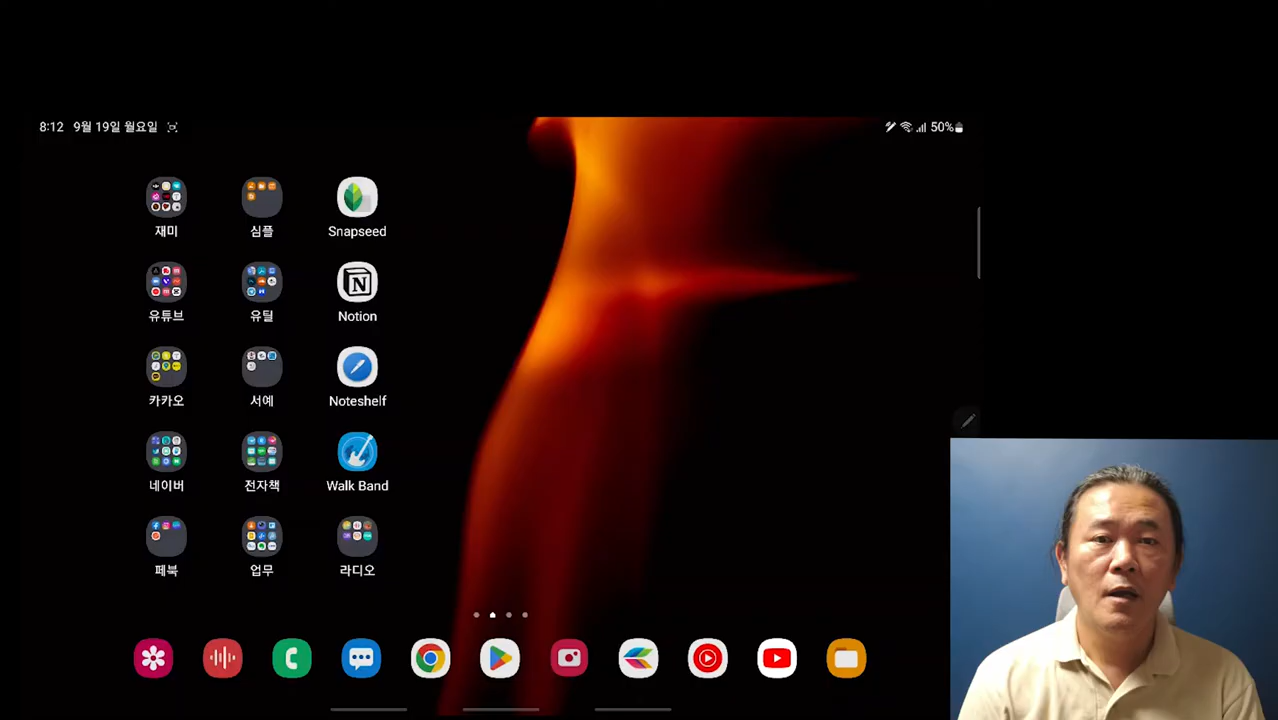 8:12 9월 19일 월요일 50%
재미 심플 Snapseed
유튜브 유틸 Notion
카카오 서예 Noteshelf
네이버 전자책 Walk Band
페북 업무 라디오